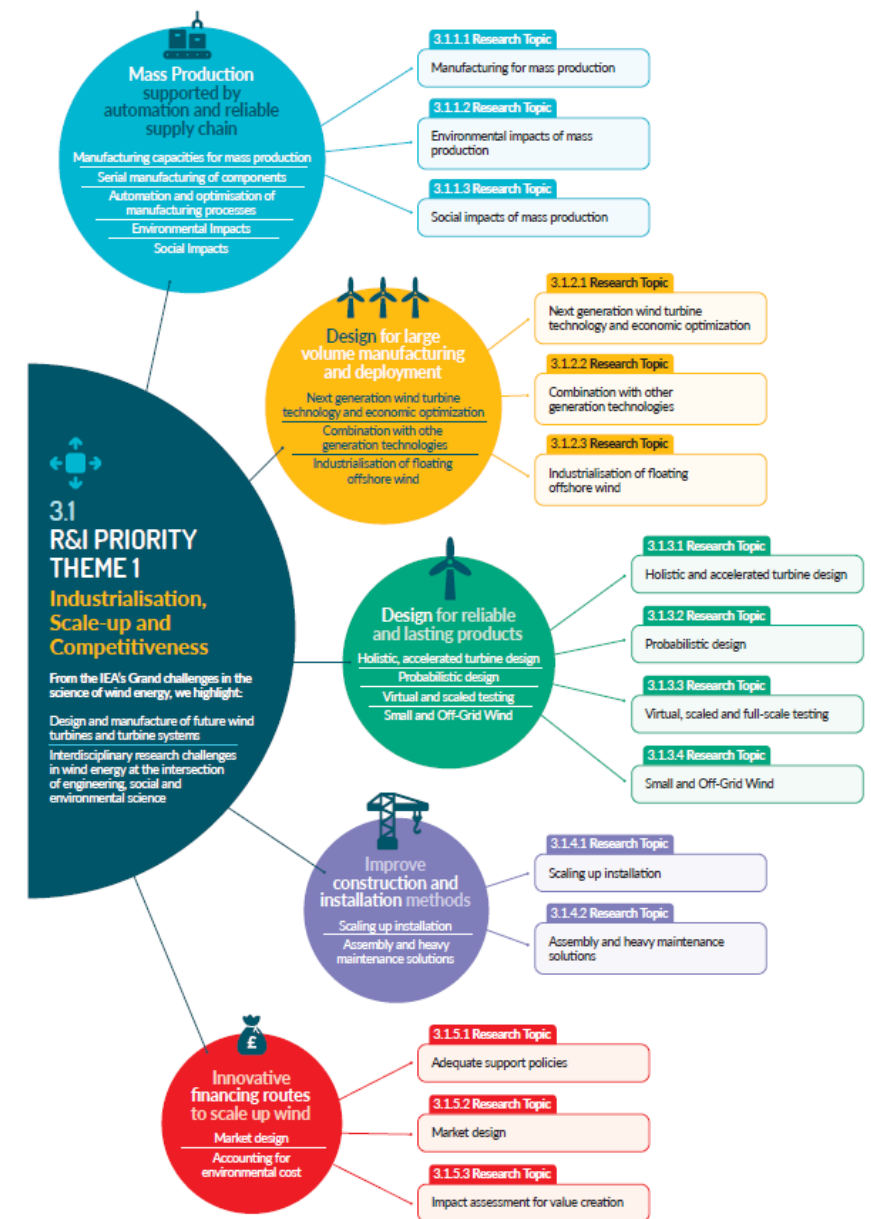 Mass Production
supported by
automation and reliable
supply chain
Manufacturing capacities for mass production
Serial manufacturing of components
Automation and optimisation of
manufacturing processes
Environmental Impacts
Social Impacts
3.1.1.1 Research Topic
Manufacturing for mass production
3.1.1.2 Research Topic
Environmental impacts of mass
production
3.1.1.3 Research Topic
Social impacts of mass production
Design for large
volume manufacturing
and deployment
Next generation wind turbine
technology and economic optimization
Combination with othe
generation technologies
Industrialisation of floating
offshore wind
3.1.2.1 Research Topic
Next generation wind turbine
technology and economic optimization
3.1.2.2 Research Topic
Combination with other
generation technologies
3.1.2.3 Research Topic
Industrialisation of floating
offshore wind
3.1
R&I PRIORITY
THEME 1
Industrialisation,
Scale-up and
Competitiveness
From the IEA's Grand challenges in the
science of wind energy, we highlight:
Design and manufacture of future wind
turbines and turbine systems
Interdisciplinary research challenges
in wind energy at the intersection
of engineering, social and
environmental science
Design for reliable
and lasting products
Holistic, accelerated turbine design
Probabilistic design
Virtual and scaled testing
Small and Off-Grid Wind
3.1.3.1 Research Topic
Holistic and accelerated turbine design
3.1.3.2 Research Topic
Probabilistic design
3.1.3.3 Research Topic
Virtual, scaled and full-scale testing
3.1.3.4 Research Topic
Small and Off-Grid Wind
Improve
construction and
installation methods
Scaling up installation
Assembly and heavy
maintenance solutions
3.1.4.1 Research Topic
Scaling up installation
3.1.4.2 Research Topic
Assembly and heavy maintenance
solutions
£
Innovative
financing routes
to scale up wind
Market design
Accounting for
environmental cost
3.1.5.1 Research Topic
Adequate support policies
3.1.5.2 Research Topic
Market design
3.1.5.3 Research Topic
Impact assessment for value creation